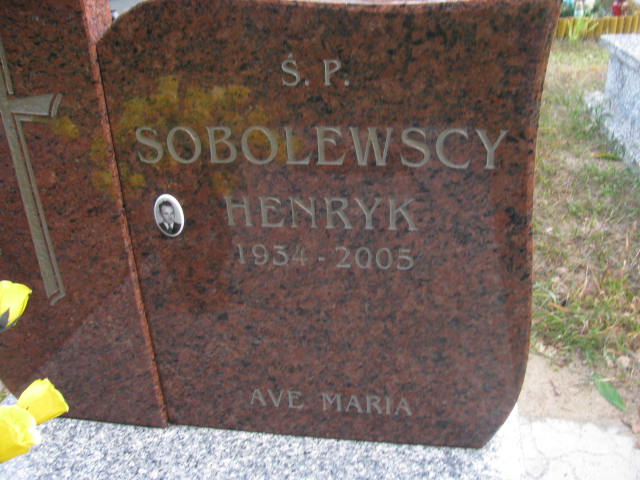 Ś. P.
SOBOLEWSCY
HENRYK
1934 - 2005
AVE MARIA